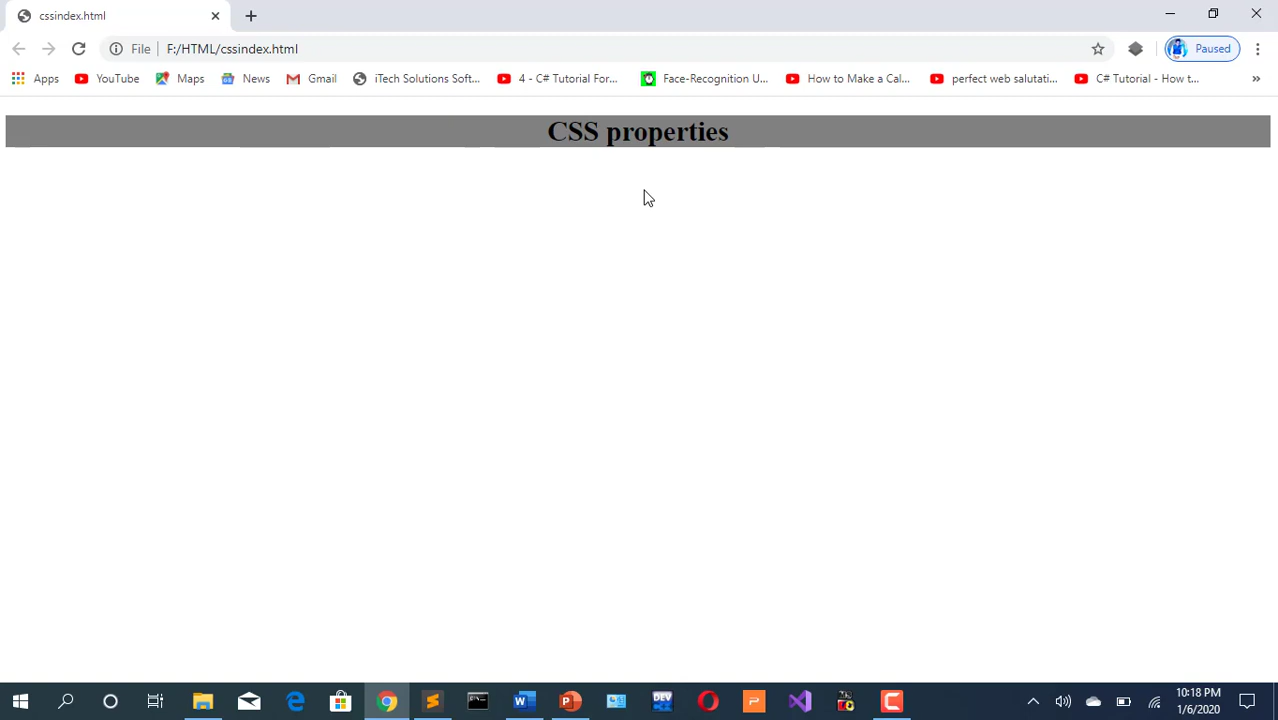 cssindex.html
File F:/HTML/cssindex.html Paused
Apps YouTube Maps News Gmail iTech Solutions Soft... 4 - C# Tutorial For... Face-Recognition U... How to Make a Cal... perfect web salutati... C# Tutorial - How t... »
CSS properties
10:18 PM
1/6/2020